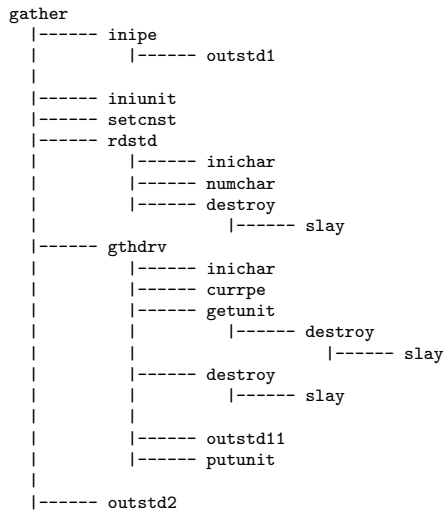 gather
|------ inipe
| |------ outstd1
|
|------ iniunit
|------ setcnst
|------ rdstd
| |------ inichar
| |------ numchar
| |------ destroy
| |------ slay
|------ gthdrv
| |------ inichar
| |------ currpe
| |------ getunit
| | |------ destroy
| | |------ slay
| |------ destroy
| | |------ slay
| |
| |------ outstd11
| |------ putunit
|
|------ outstd2